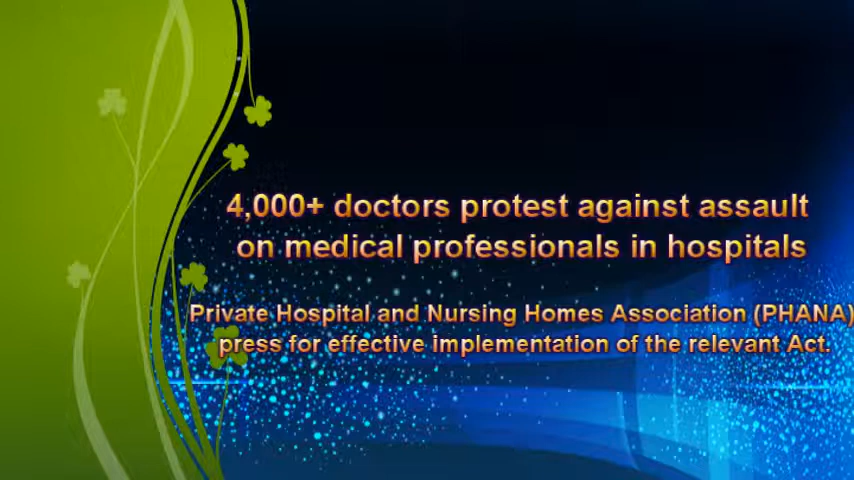 4,000+ doctors protest against assault
on medical professionals in hospitals
Private Hospital and Nursing Homes Association (PHANA)
press for effective implementation of the relevant Act.